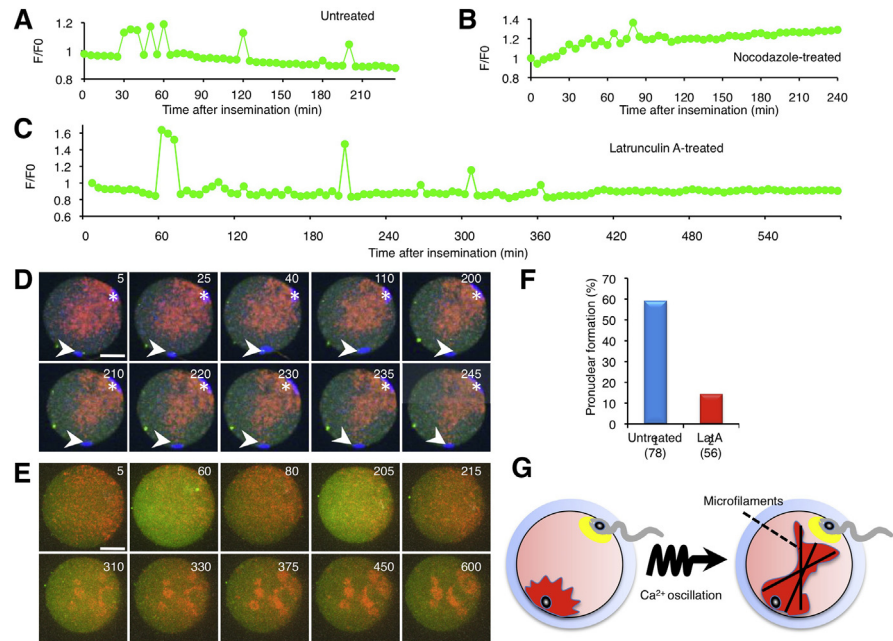 A
Untreated
F/F0
1.2
1
0.8
0 30 60 90 120 150 180 210
Time after insemination (min)
B
F/F0
1.4
1.2
1
0.8
0.6
Nocodazole-treated
0 30 60 90 120 150 180 210 240
Time after insemination (min)
C
Latrunculin A-treated
F/F0
1.6
1.4
1.2
1
0.8
0.6
0 60 120 180 240 300 360 420 480 540
Time after insemination (min)
D
5 25 40 110 200
* * * * *
210 220 230 235 245
* * * * *
E
5 60 80 205 215
310 330 375 450 600
F
Pronuclear formation (%)
70
60
50
40
30
20
10
0
Untreated LatA
(78) (56)
G
Microfilaments
Ca²⁺ oscillation